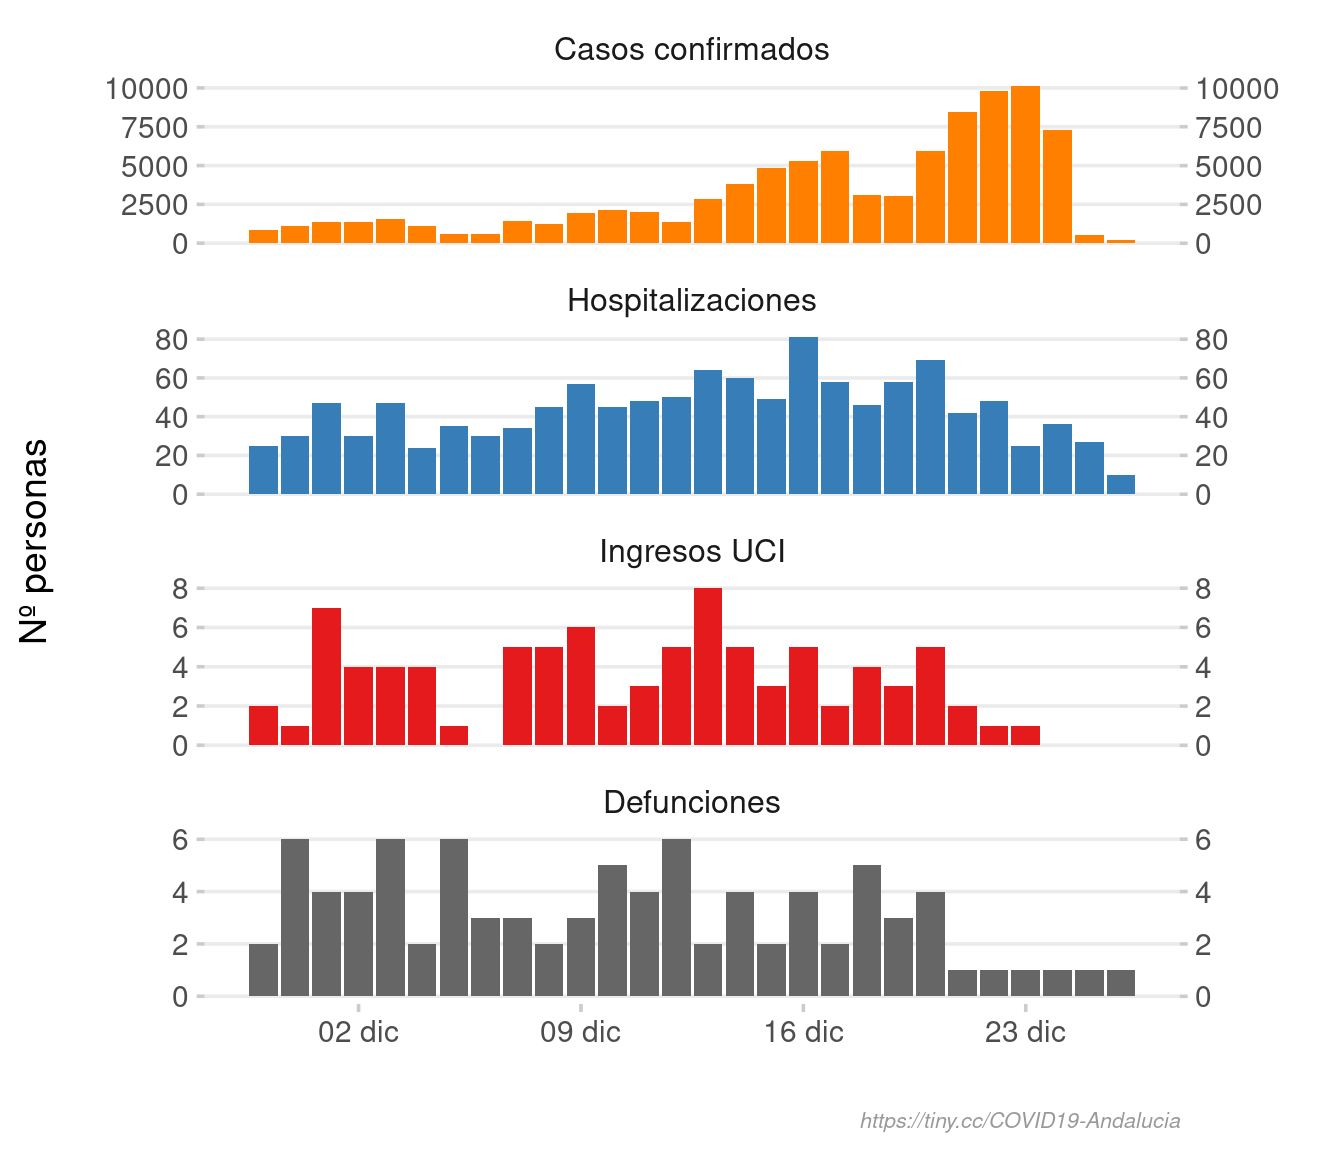 Casos confirmados
10000 10000
7500 7500
5000 5000
2500 2500
0 0
Hospitalizaciones
80 80
60 60
40 40
20 20
0 0
Nº personas
Ingresos UCI
8 8
6 6
4 4
2 2
0 0
Defunciones
6 6
4 4
2 2
0 0
02 dic 09 dic 16 dic 23 dic
https://tiny.cc/COVID19-Andalucia